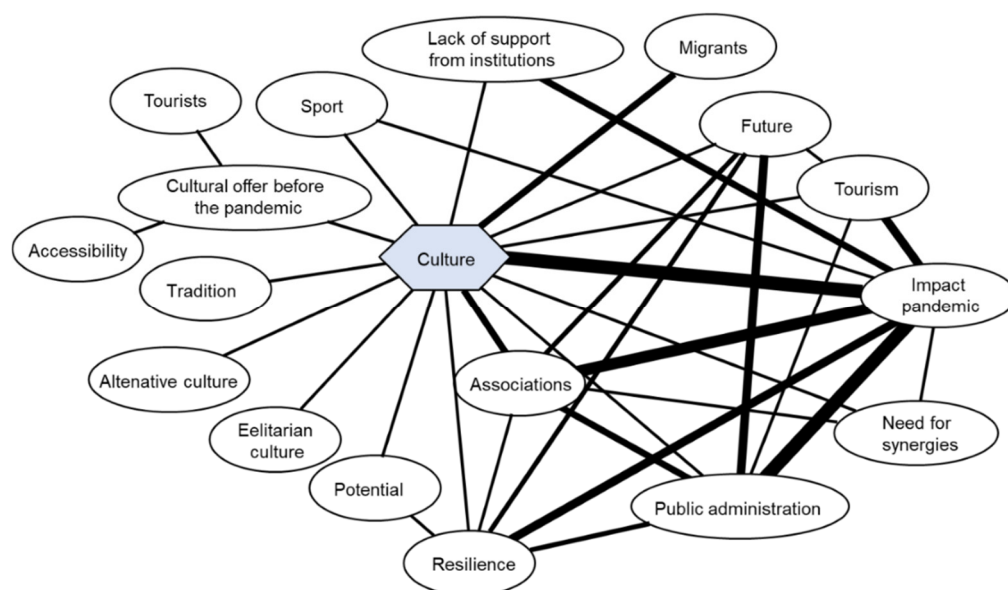 Lack of support
from institutions
Migrants
Tourists
Sport
Future
Cultural offer before
the pandemic
Tourism
Accessibility
Culture
Tradition
Impact
pandemic
Altenative culture
Associations
Eelitarian
culture
Need for
synergies
Potential
Public administration
Resilience